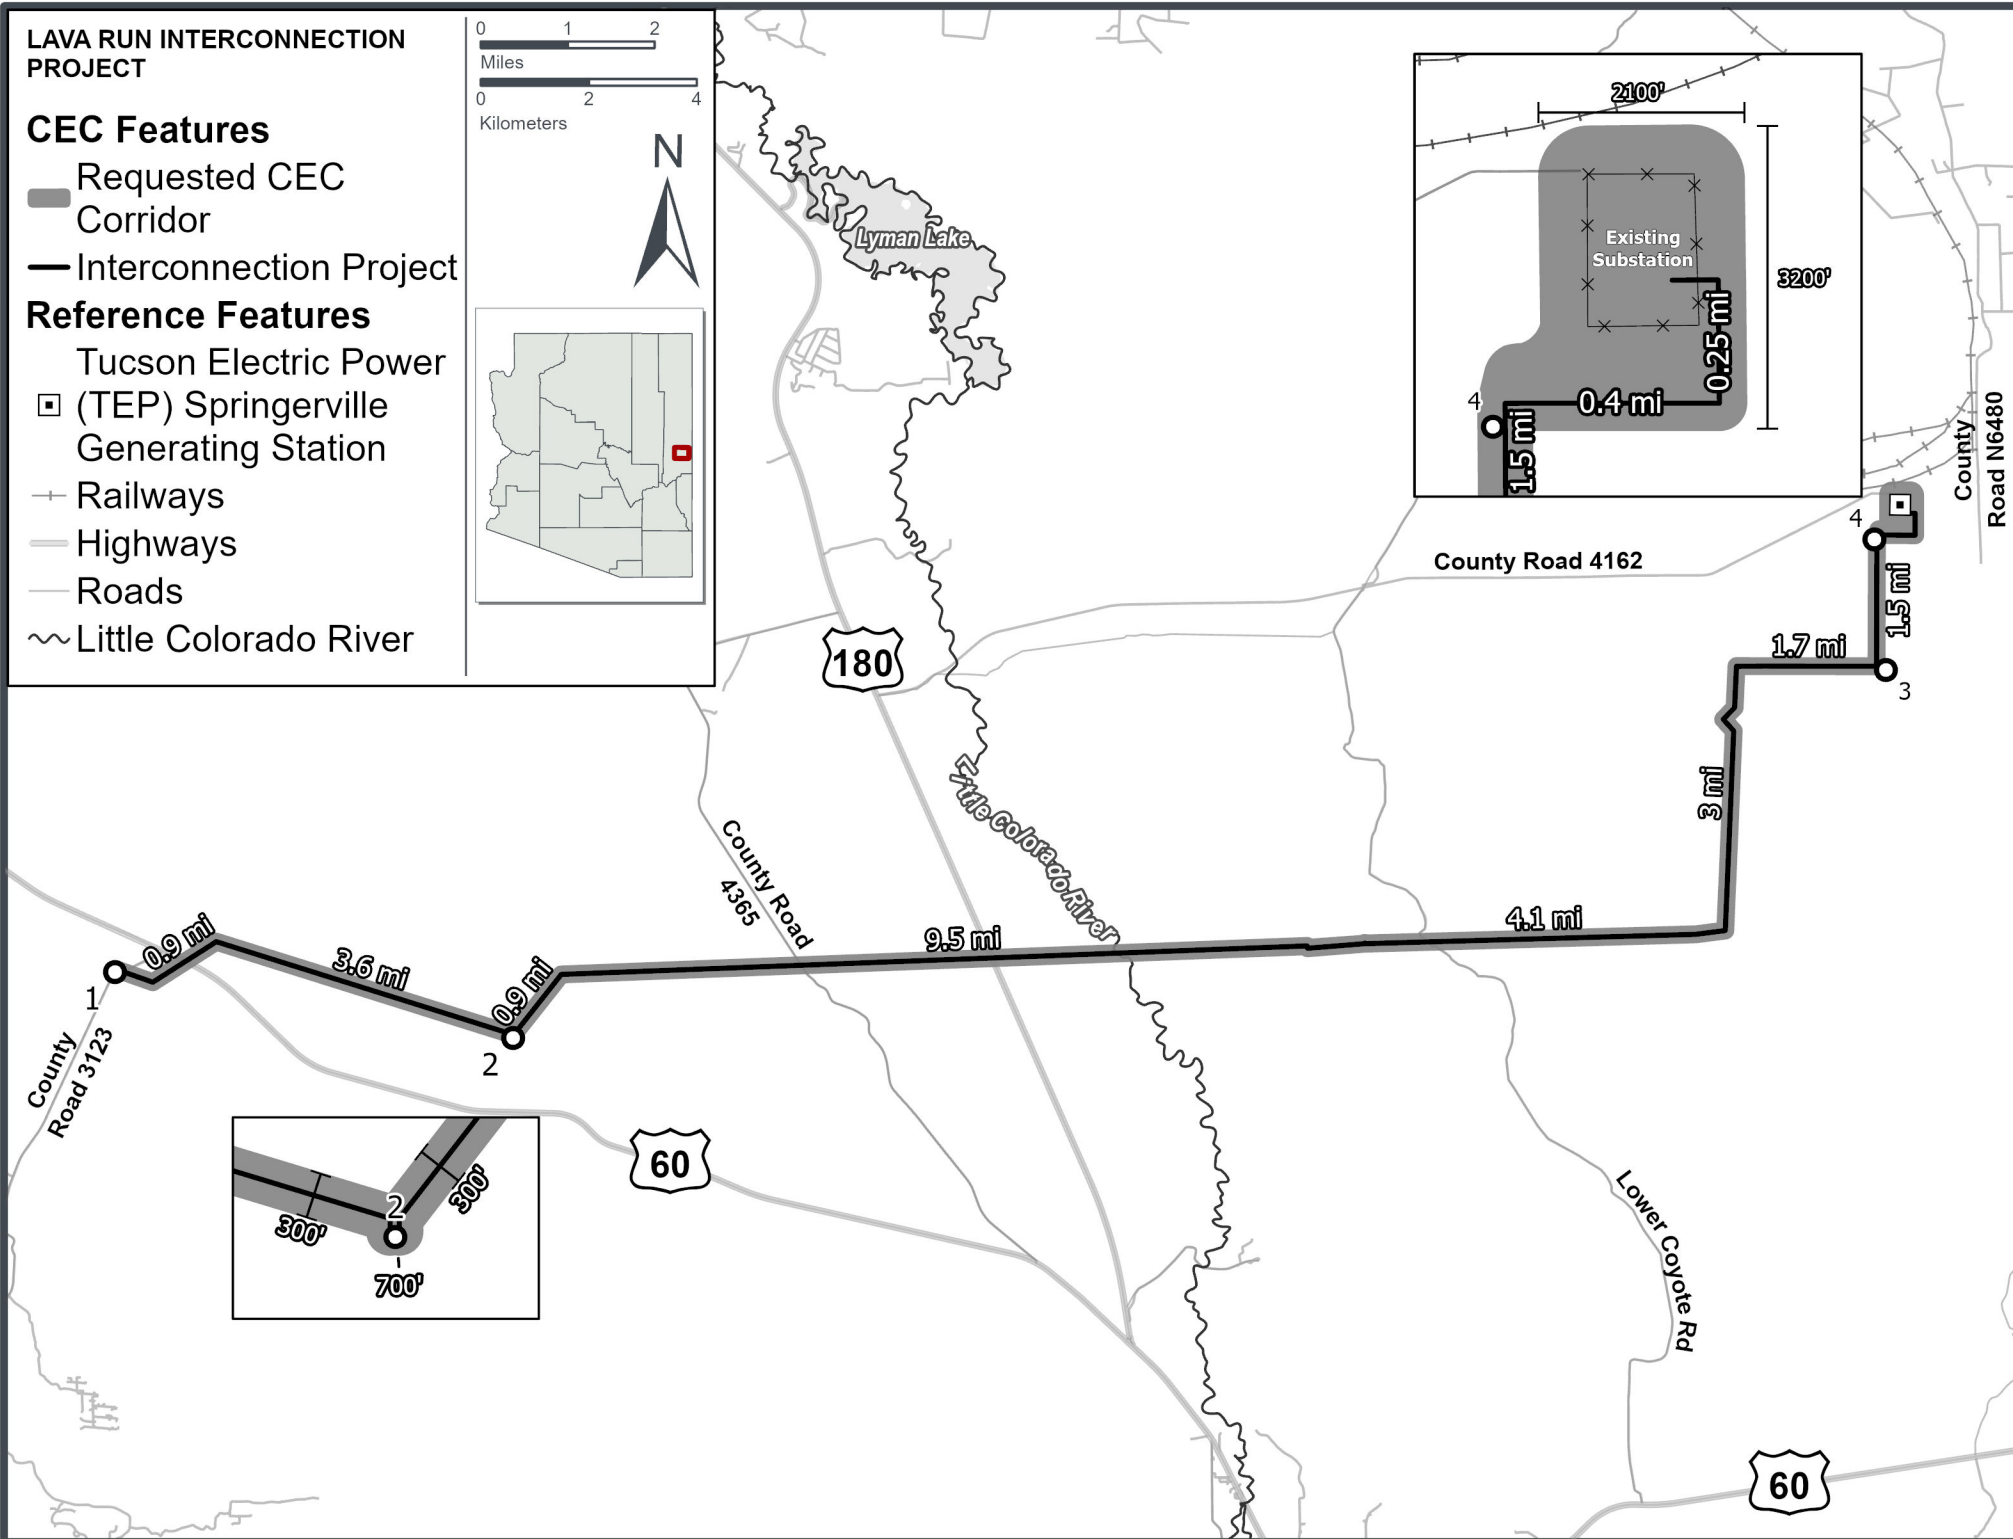 LAVA RUN INTERCONNECTION
PROJECT
CEC Features
Requested CEC
Corridor
Interconnection Project
Reference Features
Tucson Electric Power
(TEP) Springerville
Generating Station
Railways
Highways
Roads
Little Colorado River
0 1 2
Miles
0 2 4
Kilometers
N
Lyman Lake
2100'
Existing
Substation
3200'
0.25 mi
0.4 mi
4
1.5 mi
County
Road N6480
4
County Road 4162
1.5 mi
1.7 mi
3
180
3 mi
Little Colorado River
County Road
4365
9.5 mi
4.1 mi
0.9 mi
3.6 mi
0.9 mi
1
2
County
Road 3123
60
2
300'
300'
700'
Lower Coyote Rd
60